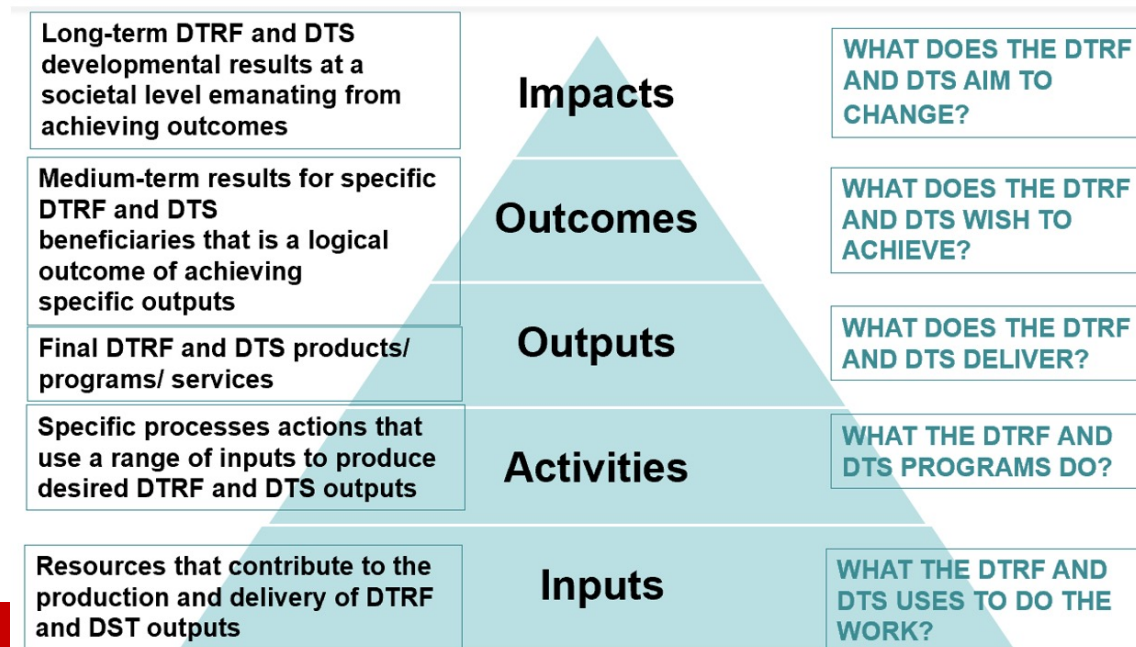 Long-term DTRF and DTS
developmental results at a
societal level emanating from
achieving outcomes
Impacts
WHAT DOES THE DTRF
AND DTS AIM TO
CHANGE?
Medium-term results for specific
DTRF and DTS
beneficiaries that is a logical
outcome of achieving
specific outputs
Outcomes
WHAT DOES THE DTRF
AND DTS WISH TO
ACHIEVE?
Final DTRF and DTS products/
programs/ services
Outputs
WHAT DOES THE DTRF
AND DTS DELIVER?
Specific processes actions that
use a range of inputs to produce
desired DTRF and DTS outputs
Activities
WHAT THE DTRF AND
DTS PROGRAMS DO?
Resources that contribute to the
production and delivery of DTRF
and DST outputs
Inputs
WHAT THE DTRF AND
DTS USES TO DO THE
WORK?